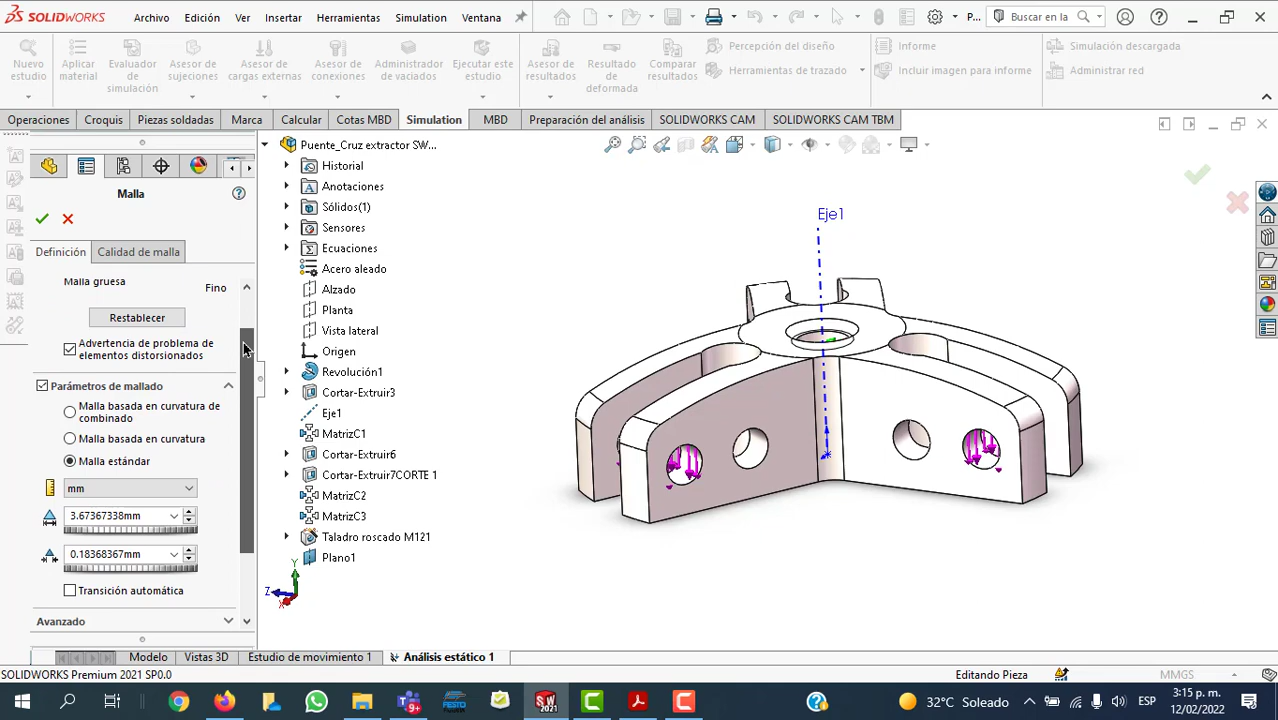 SOLIDWORKS
Archivo
Edición
Ver
Insertar
Herramientas
Simulation
Ventana
P...
Buscar en la
Nuevo estudio
Aplicar material
Evaluador de simulación
Asesor de sujeciones
Asesor de cargas externas
Asesor de conexiones
Administrador de vaciados
Ejecutar este estudio
Asesor de resultados
Resultado de deformada
Comparar resultados
Percepción del diseño
Herramientas de trazado
Informe
Incluir imagen para informe
Simulación descargada
Administrar red
Operaciones
Croquis
Piezas soldadas
Marca
Calcular
Cotas MBD
Simulation
MBD
Preparación del análisis
SOLIDWORKS CAM
SOLIDWORKS CAM TBM
Malla
Definición
Calidad de malla
Malla gruesa
Fino
Restablecer
Advertencia de problema de
elementos distorsionados
Parámetros de mallado
Malla basada en curvatura de
combinado
Malla basada en curvatura
Malla estándar
mm
3.67367338mm
0.18368367mm
Transición automática
Avanzado
Puente_Cruz extractor SW...
Historial
Anotaciones
Sólidos(1)
Sensores
Ecuaciones
Acero aleado
Alzado
Planta
Vista lateral
Origen
Revolución1
Cortar-Extruir3
Eje1
MatrizC1
Cortar-Extruir6
Cortar-Extruir7CORTE 1
MatrizC2
MatrizC3
Taladro roscado M121
Plano1
Eje1
Y
Z
X
Modelo
Vistas 3D
Estudio de movimiento 1
Análisis estático 1
SOLIDWORKS Premium 2021 SP0.0
Editando Pieza
MMGS
9+
FESTO
SW
2021
32°C Soleado
ESP
3:15 p. m.
12/02/2022